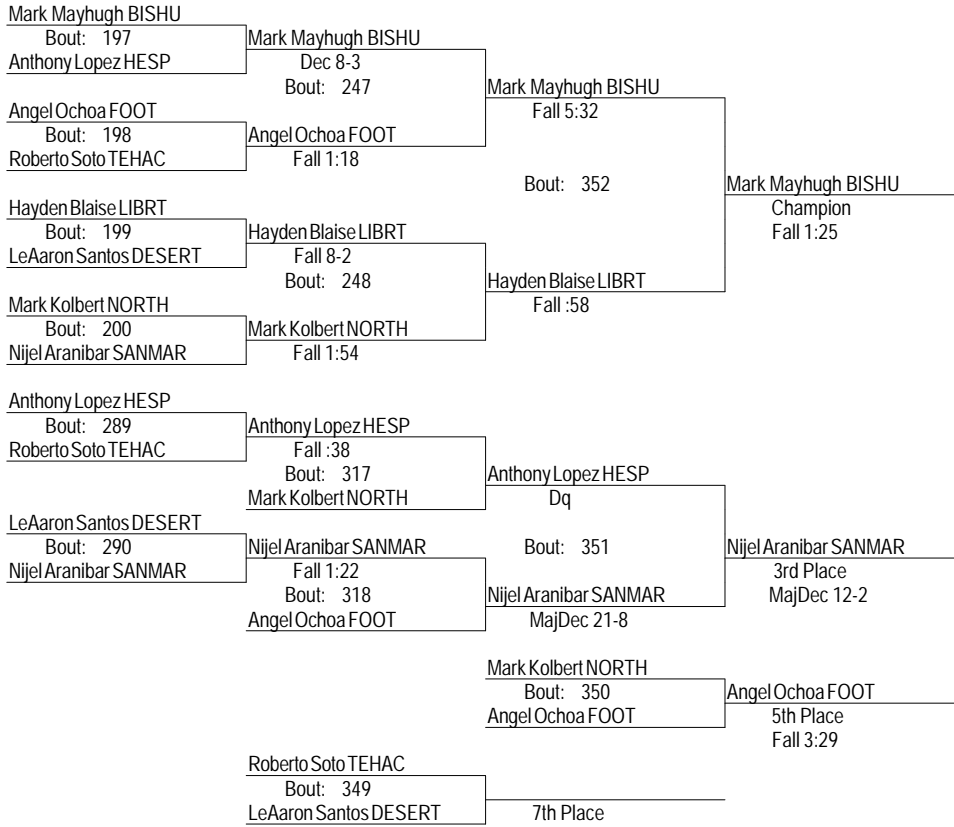 Mark Mayhugh BISHU
Bout: 197
Anthony Lopez HESP
Mark Mayhugh BISHU
Dec 8-3
Bout: 247
Mark Mayhugh BISHU
Fall 5:32
Angel Ochoa FOOT
Bout: 198
Roberto Soto TEHAC
Angel Ochoa FOOT
Fall 1:18
Bout: 352
Mark Mayhugh BISHU
Champion
Fall 1:25
Hayden Blaise LIBRT
Bout: 199
LeAaron Santos DESERT
Hayden Blaise LIBRT
Fall 8-2
Bout: 248
Hayden Blaise LIBRT
Fall :58
Mark Kolbert NORTH
Bout: 200
Nijel Aranibar SANMAR
Mark Kolbert NORTH
Fall 1:54
Anthony Lopez HESP
Bout: 289
Roberto Soto TEHAC
Anthony Lopez HESP
Fall :38
Bout: 317
Mark Kolbert NORTH
Anthony Lopez HESP
Dq
LeAaron Santos DESERT
Bout: 290
Nijel Aranibar SANMAR
Nijel Aranibar SANMAR
Fall 1:22
Bout: 318
Angel Ochoa FOOT
Bout: 351
Nijel Aranibar SANMAR
MajDec 21-8
Nijel Aranibar SANMAR
3rd Place
MajDec 12-2
Mark Kolbert NORTH
Bout: 350
Angel Ochoa FOOT
Angel Ochoa FOOT
5th Place
Fall 3:29
Roberto Soto TEHAC
Bout: 349
LeAaron Santos DESERT
7th Place